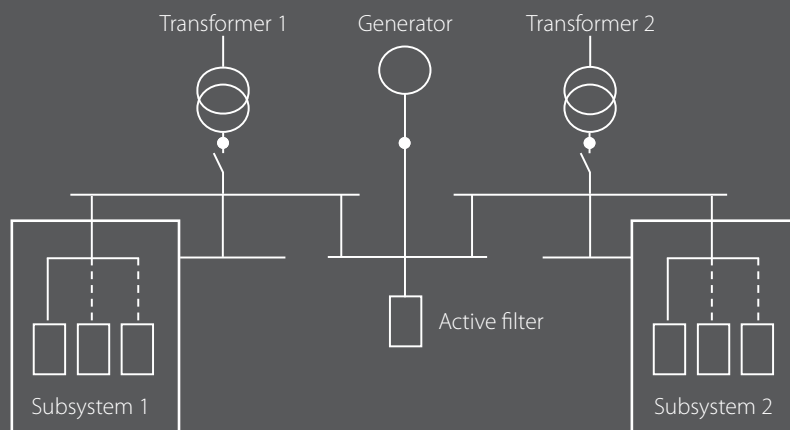 Transformer 1
Generator
Transformer 2
Active filter
Subsystem 1
Subsystem 2